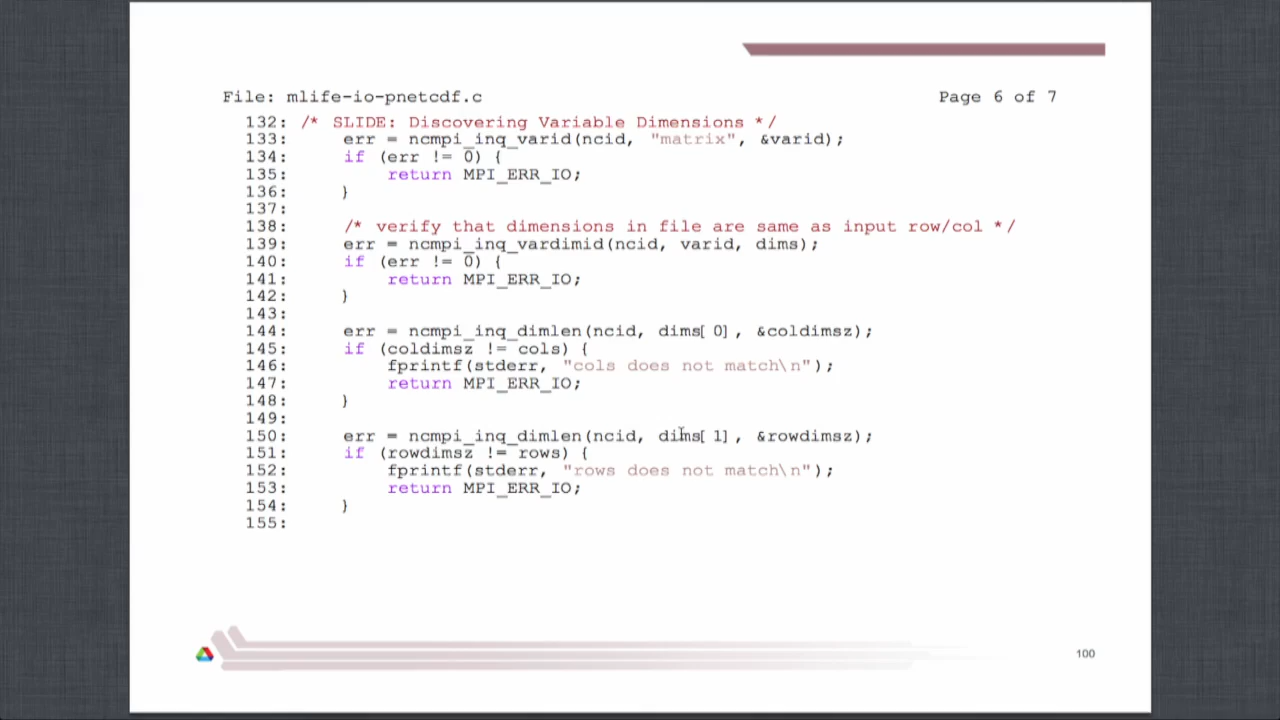 File: mlife-io-pnetcdf.c Page 6 of 7
132: /* SLIDE: Discovering Variable Dimensions */
133: err = ncmpi_inq_varid(ncid, "matrix", &varid);
134: if (err != 0) {
135: return MPI_ERR_IO;
136: }
137:
138: /* verify that dimensions in file are same as input row/col */
139: err = ncmpi_inq_vardimid(ncid, varid, dims);
140: if (err != 0) {
141: return MPI_ERR_IO;
142: }
143:
144: err = ncmpi_inq_dimlen(ncid, dims[0], &coldimsz);
145: if (coldimsz != cols) {
146: fprintf(stderr, "cols does not match\n");
147: return MPI_ERR_IO;
148: }
149:
150: err = ncmpi_inq_dimlen(ncid, dims[1], &rowdimsz);
151: if (rowdimsz != rows) {
152: fprintf(stderr, "rows does not match\n");
153: return MPI_ERR_IO;
154: }
155:
100